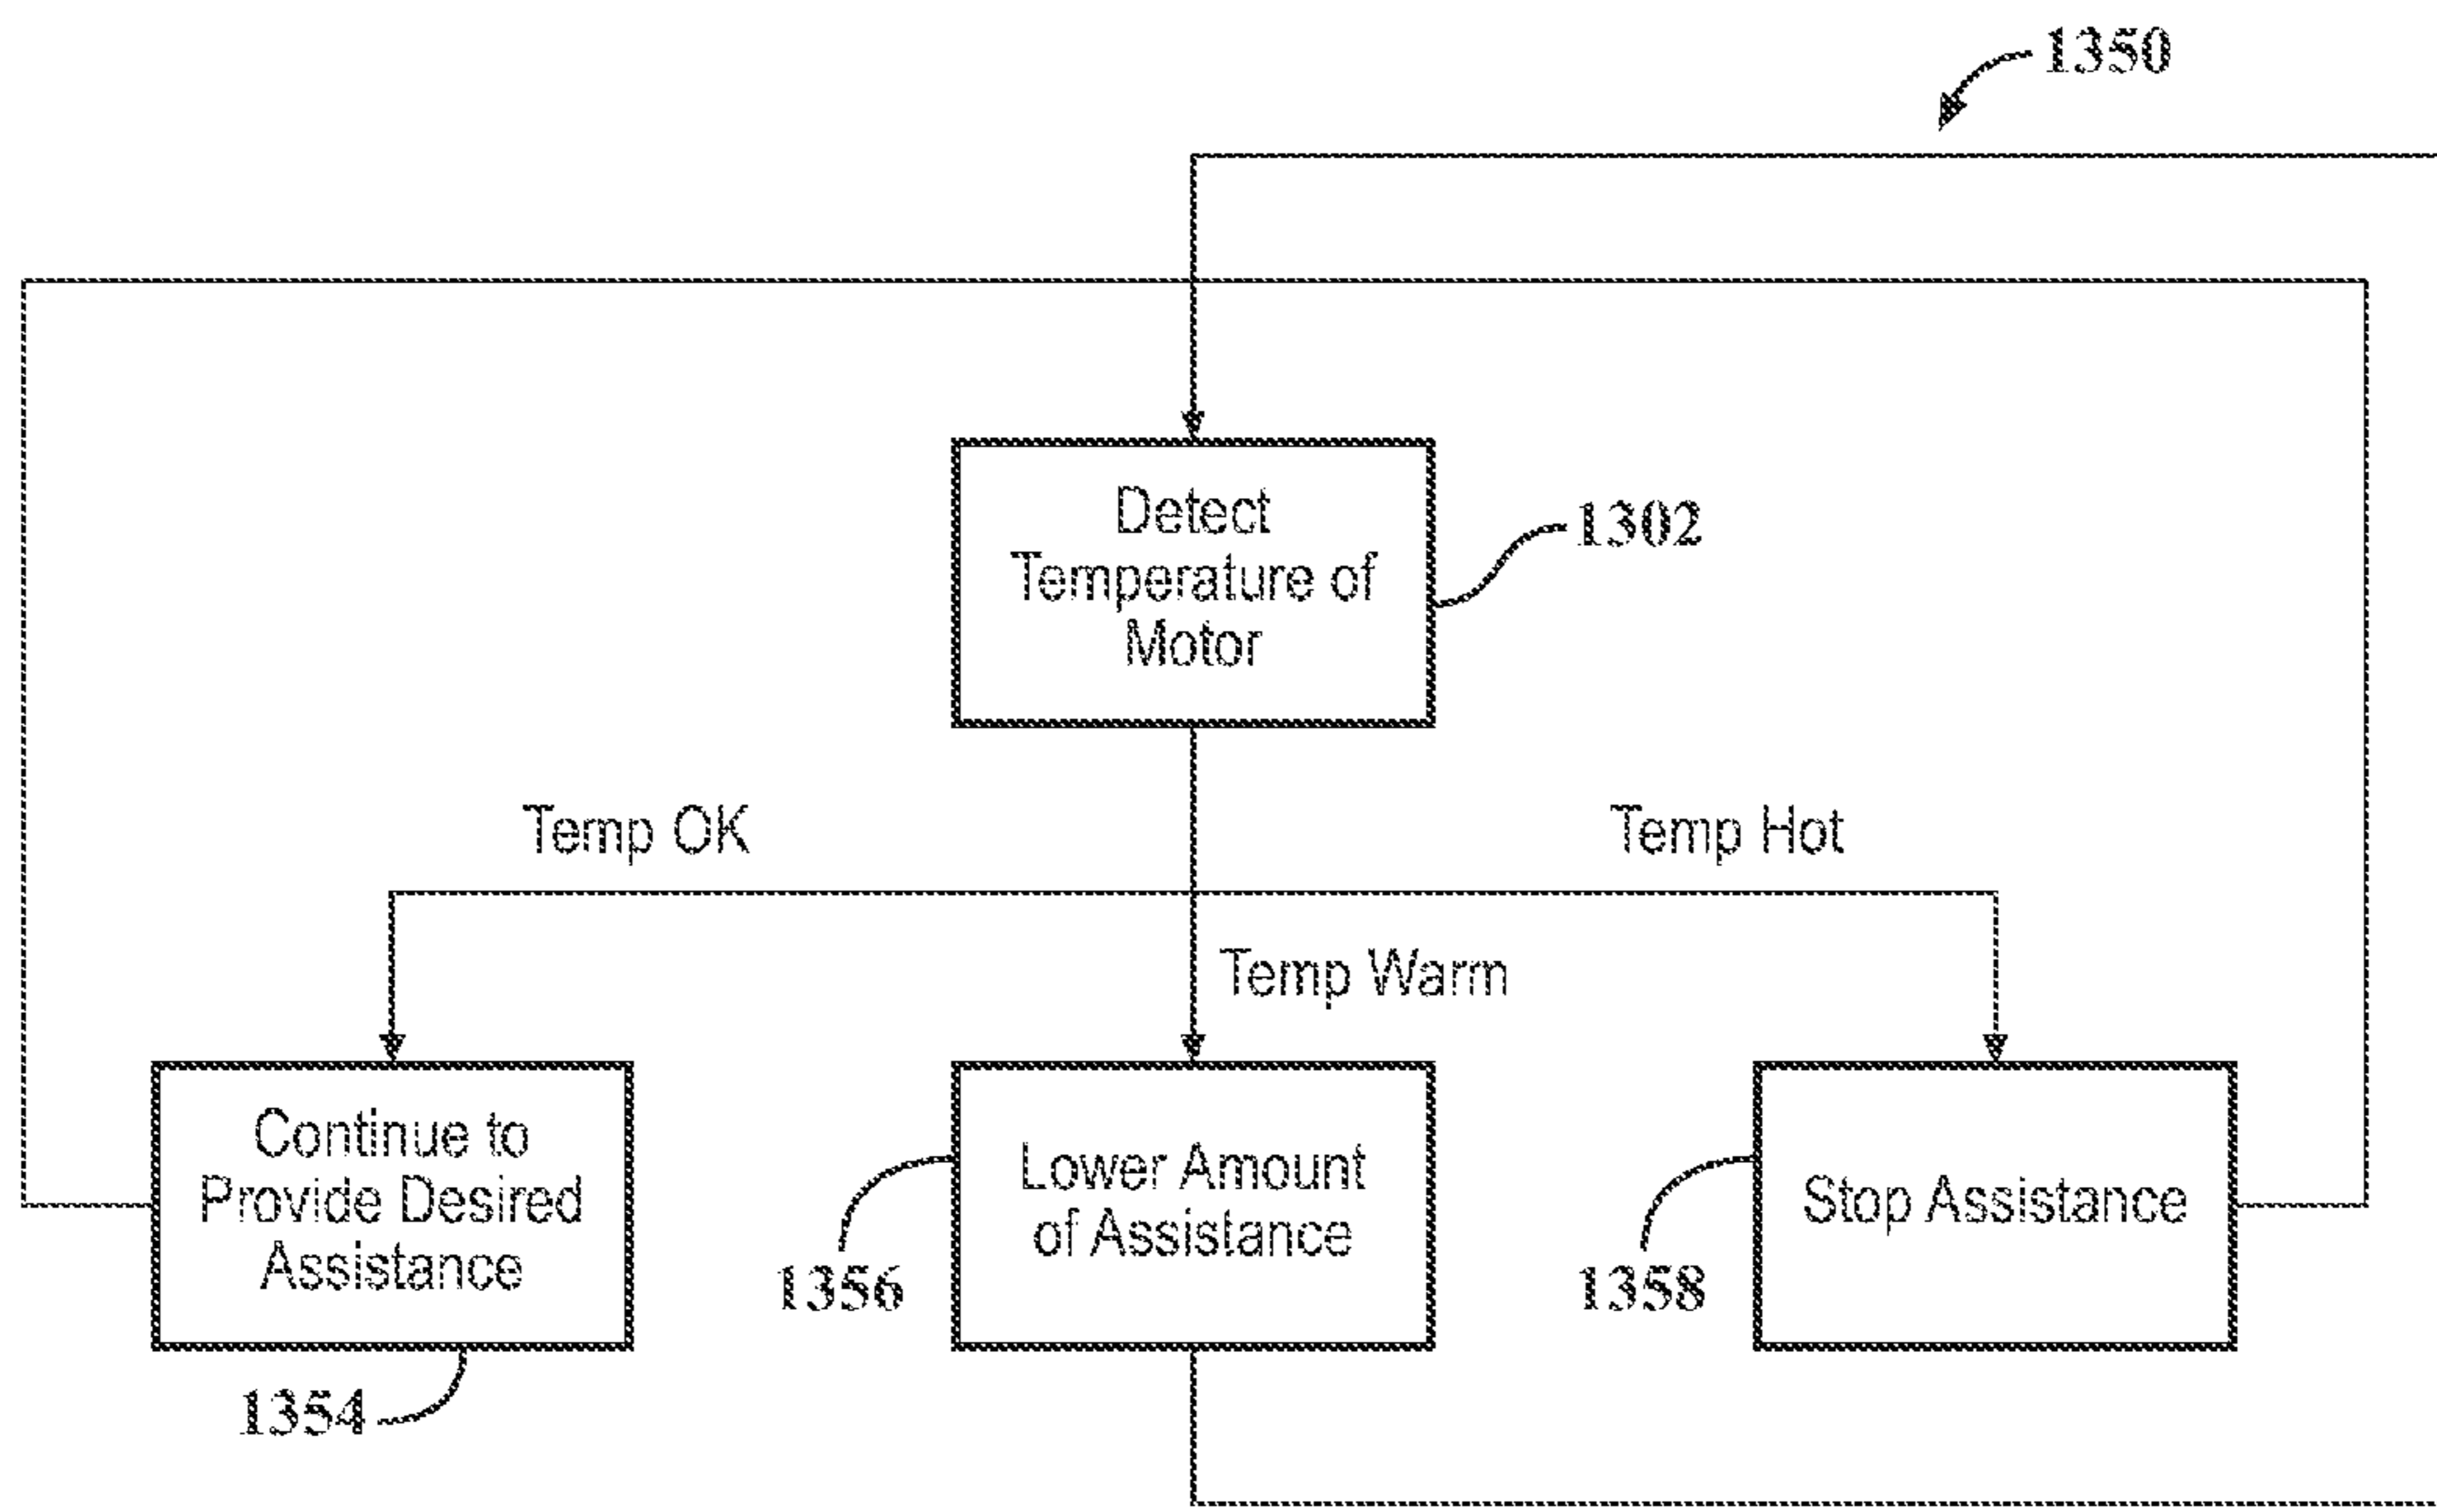 1350
Detect
Temperature of
Motor
1302
Temp OK
Temp Hot
Temp Warm
Continue to
Provide Desired
Assistance
1354
Lower Amount
of Assistance
1356
Stop Assistance
1358